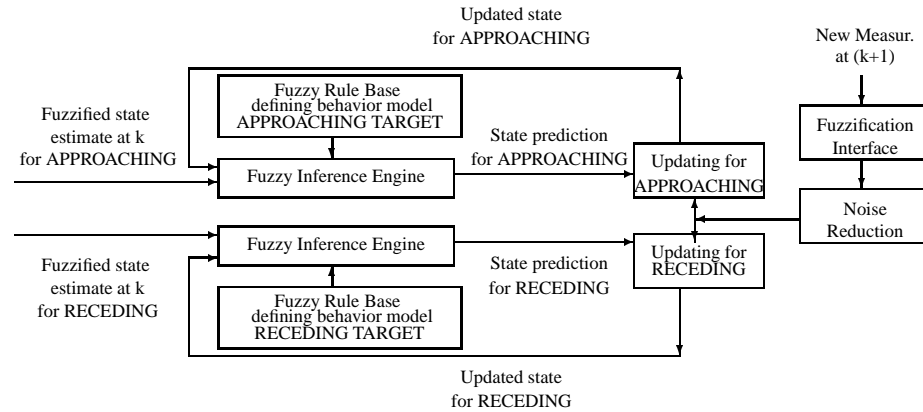 Updated state
for APPROACHING
New Measur.
at (k+1)
Fuzzy Rule Base
defining behavior model
APPROACHING TARGET
Fuzzified state
estimate at k
for APPROACHING
State prediction
for APPROACHING
Fuzzification
Interface
Fuzzy Inference Engine
Updating for
APPROACHING
Noise
Reduction
Fuzzy Inference Engine
Updating for
RECEDING
Fuzzified state
estimate at k
for RECEDING
State prediction
for RECEDING
Fuzzy Rule Base
defining behavior model
RECEDING TARGET
Updated state
for RECEDING